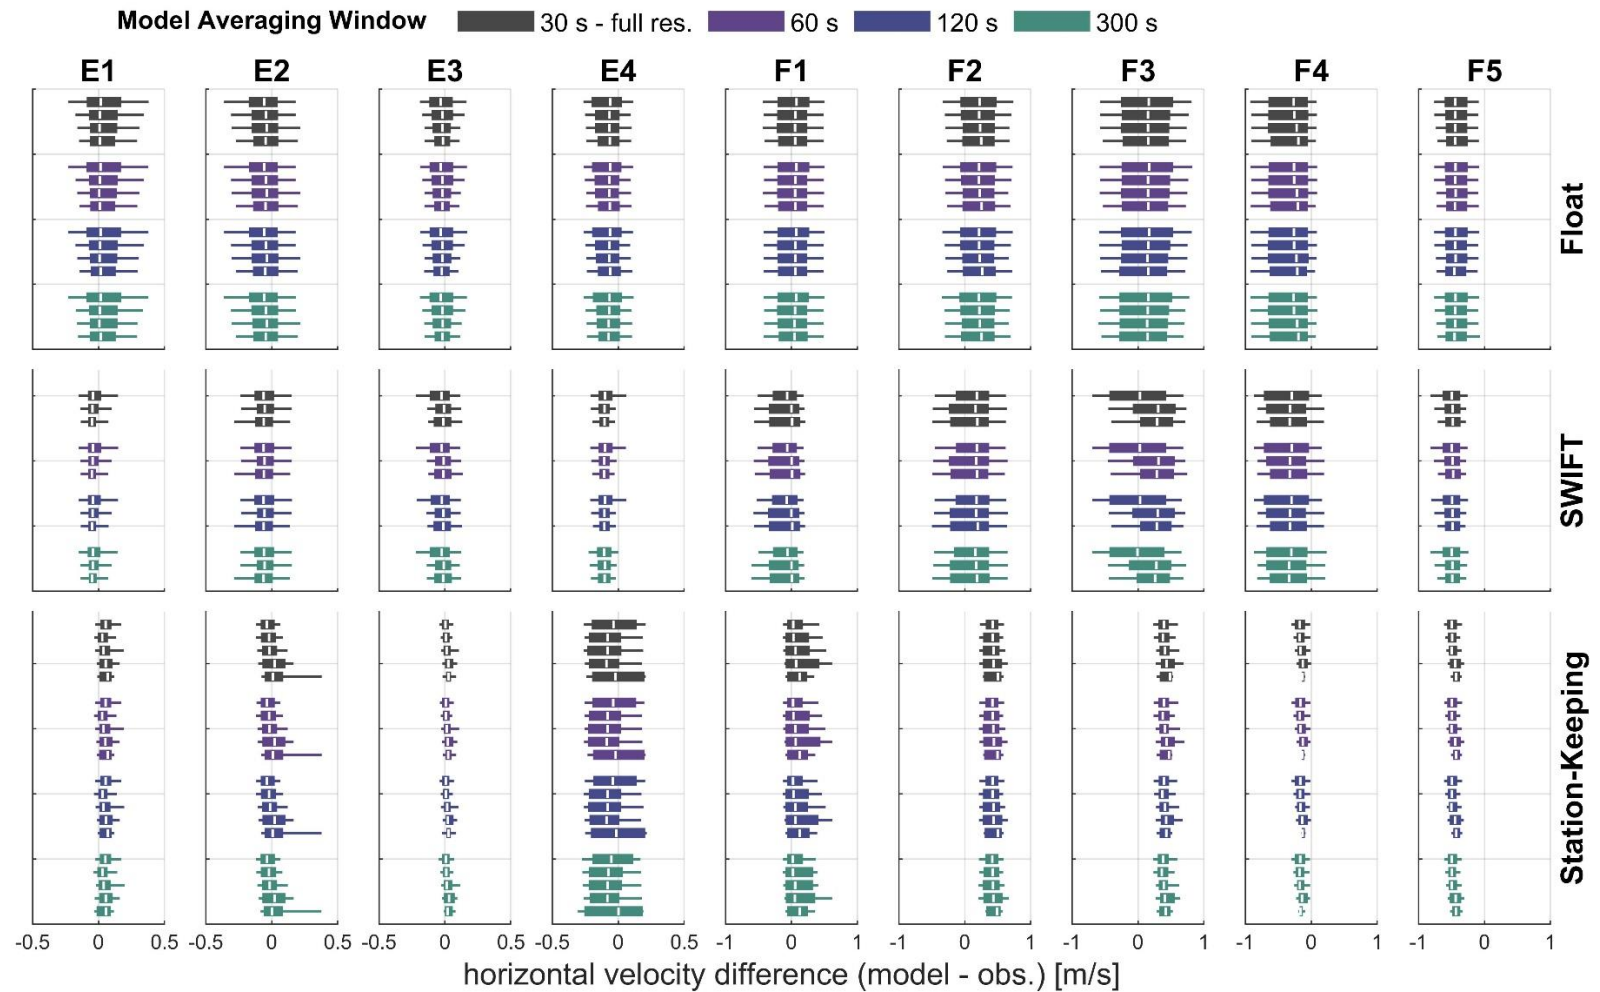 Model Averaging Window 30 s - full res. 60 s 120 s 300 s
E1 E2 E3 E4 F1 F2 F3 F4 F5
Float
SWIFT
Station-Keeping
-0.5 0 0.5 -0.5 0 0.5 -0.5 0 0.5 -0.5 0 0.5 -1 0 1 -1 0 1 -1 0 1 -1 0 1 -1 0 1
horizontal velocity difference (model - obs.) [m/s]